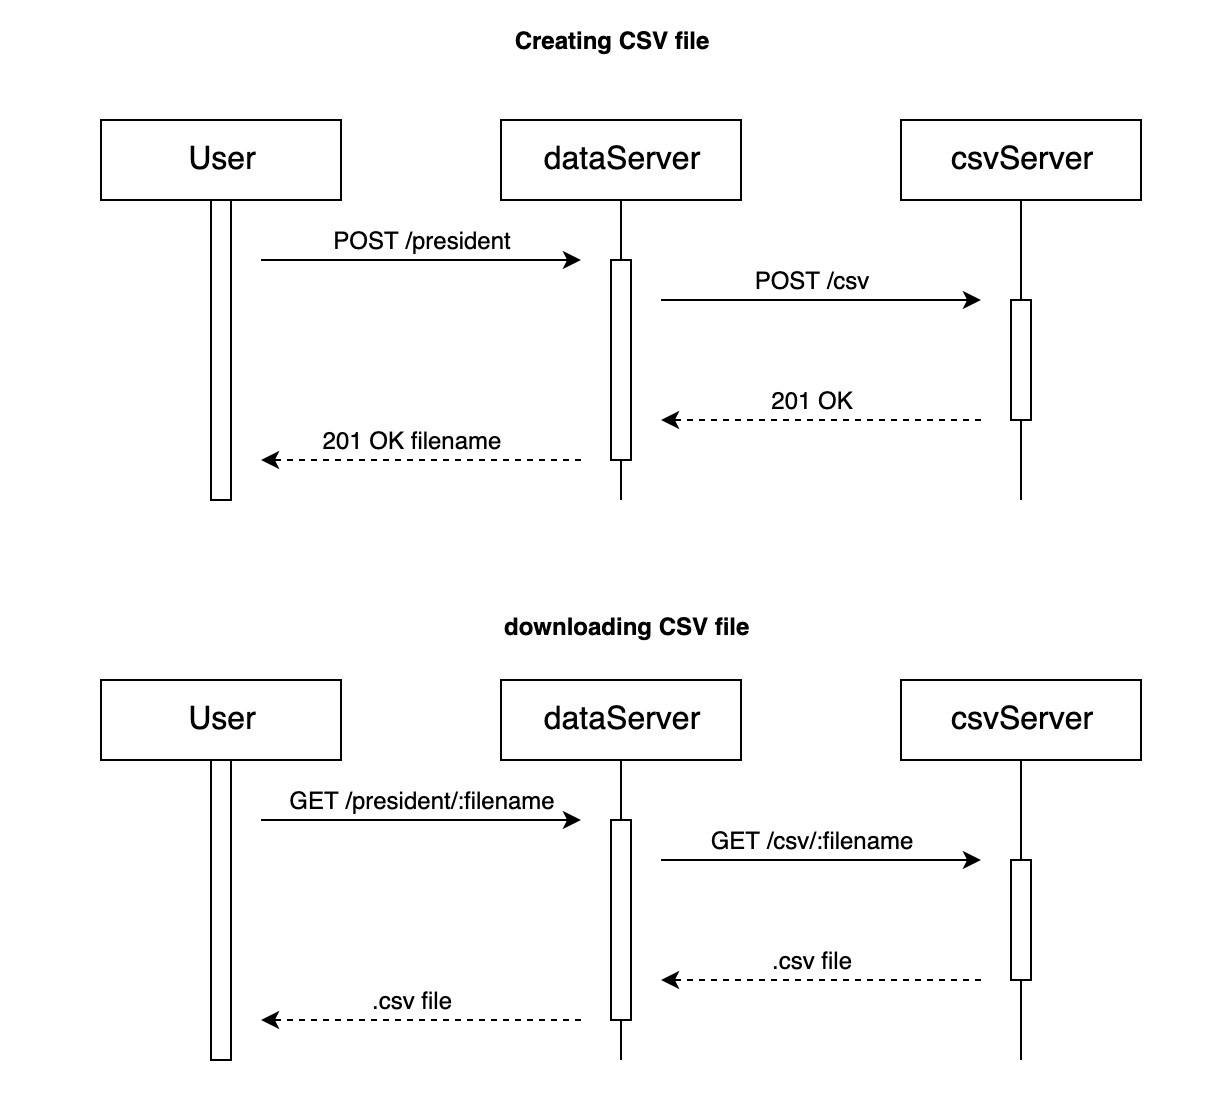 Creating CSV file
User
dataServer
csvServer
POST /president
POST /csv
201 OK
201 OK filename
downloading CSV file
User
dataServer
csvServer
GET /president/:filename
GET /csv/:filename
.csv file
.csv file